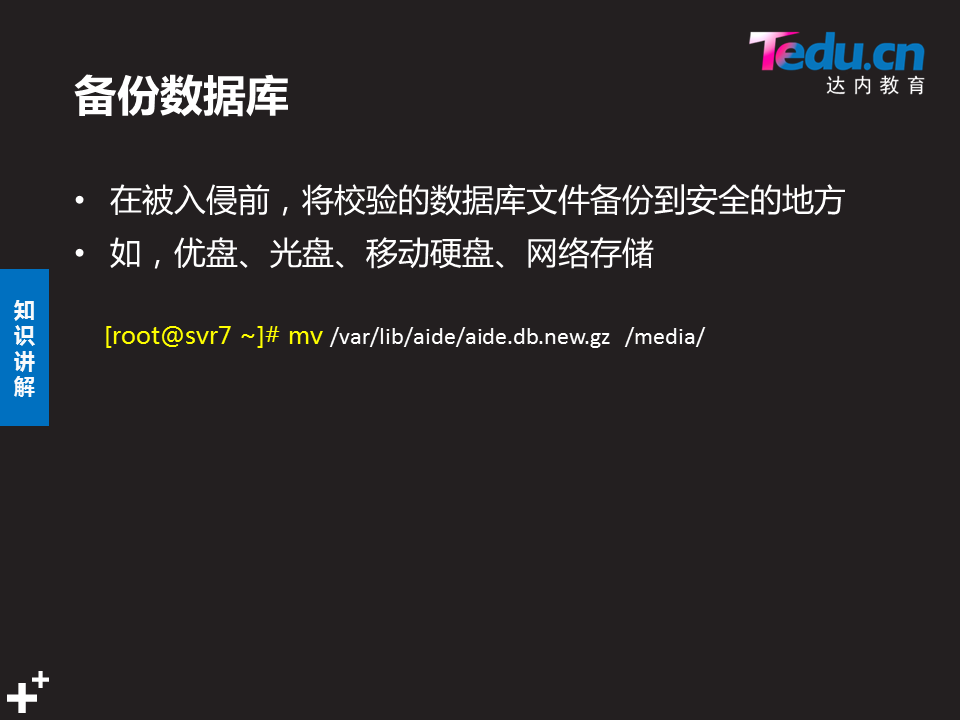 Tedu.cn
达内教育
备份数据库
• 在被入侵前，将校验的数据库文件备份到安全的地方
• 如，优盘、光盘、移动硬盘、网络存储
知识讲解
[root@svr7 ~]# mv /var/lib/aide/aide.db.new.gz /media/